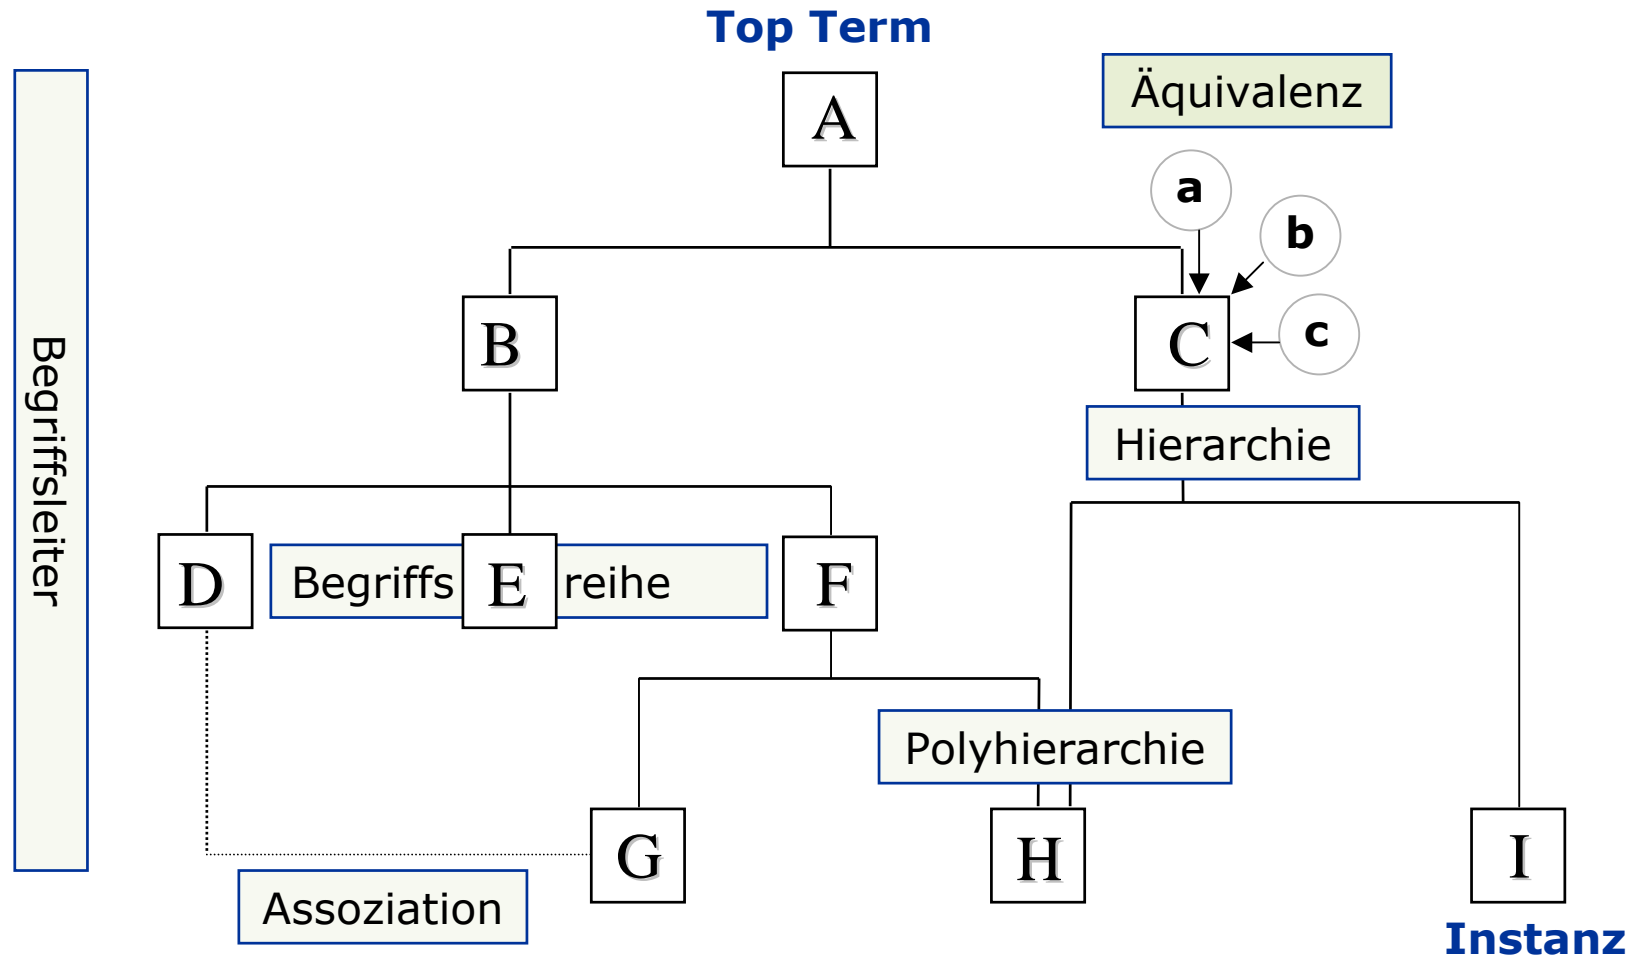 Top Term
Äquivalenz
A
a
b
B
C
c
Begriffsleiter
Hierarchie
D
Begriffs E reihe
F
Polyhierarchie
G
H
I
Assoziation
Instanz